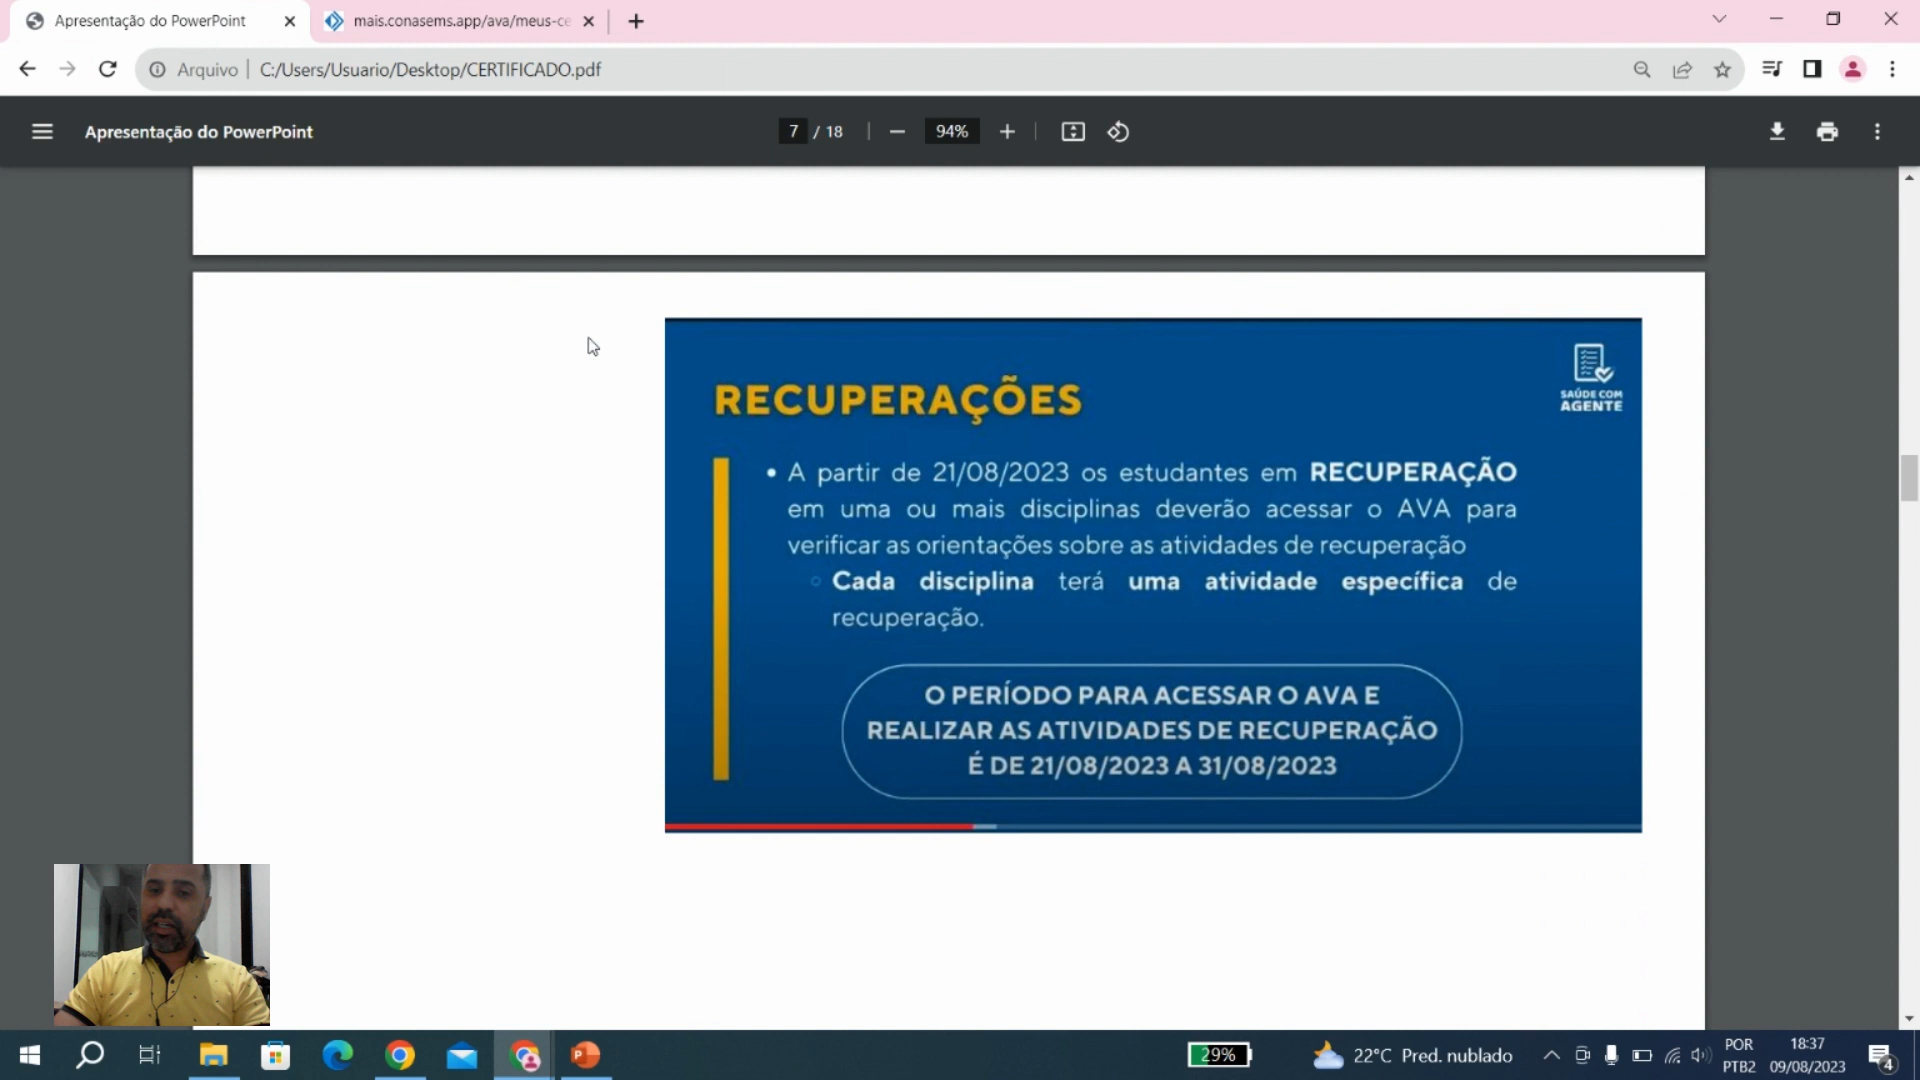 Apresentação do PowerPoint
mais.conasems.app/ava/meus-ce
Arquivo
C:/Users/Usuario/Desktop/CERTIFICADO.pdf
Apresentação do PowerPoint
7 / 18
94%
SAÚDE COM
AGENTE
RECUPERAÇÕES
• A partir de 21/08/2023 os estudantes em RECUPERAÇÃO
em uma ou mais disciplinas deverão acessar o AVA para
verificar as orientações sobre as atividades de recuperação
Cada disciplina terá uma atividade específica de
recuperação.
O PERÍODO PARA ACESSAR O AVA E
REALIZAR AS ATIVIDADES DE RECUPERAÇÃO
É DE 21/08/2023 A 31/08/2023
29%
22°C Pred. nublado
POR
PTB2
18:37
09/08/2023
4